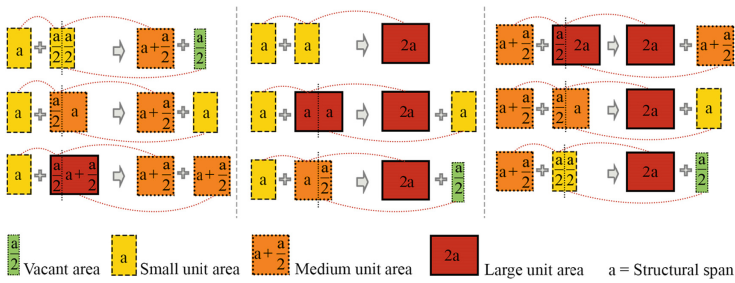 a + a/2 a/2 ⇨ a+a/2 + a/2
a + a/2 a ⇨ a+a/2 + a
a + a/2 a+a/2 ⇨ a+a/2 + a+a/2
a + a ⇨ 2a
a + a a ⇨ 2a + a
a + a a/2 ⇨ 2a + a/2
a+a/2 + a/2 2a ⇨ 2a + a+a/2
a+a/2 + a/2 a ⇨ 2a + a
a+a/2 + a/2 a/2 ⇨ 2a + a/2
a/2 Vacant area
a Small unit area
a+a/2 Medium unit area
2a Large unit area
a = Structural span